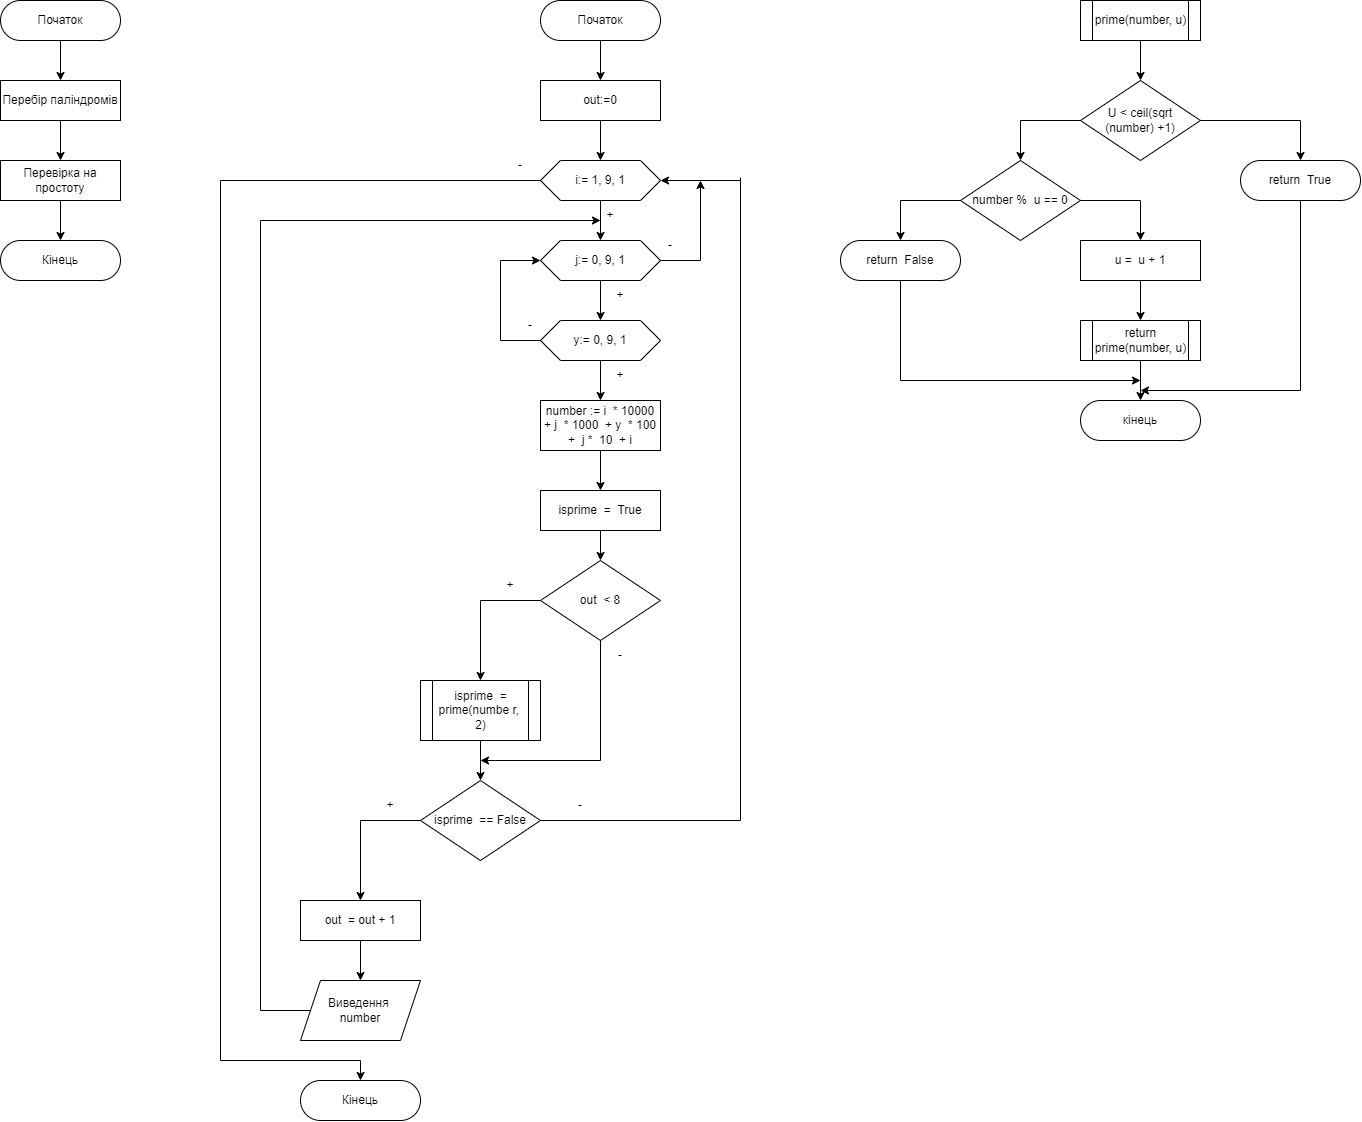 Початок
Перебір паліндромів
Перевірка на
простоту
Кінець
Початок
out:=0
-
i:= 1, 9, 1
+
j:= 0, 9, 1
-
+
-
y:= 0, 9, 1
+
number := i * 10000
+ j * 1000 + y * 100
+ j * 10 + i
isprime = True
+
out < 8
-
isprime =
prime(numbe r,
2)
+
isprime == False
-
out = out + 1
Виведення
number
Кінець
prime(number, u)
U < ceil(sqrt
(number) +1)
number % u == 0
return True
return False
u = u + 1
return
prime(number, u)
кінець